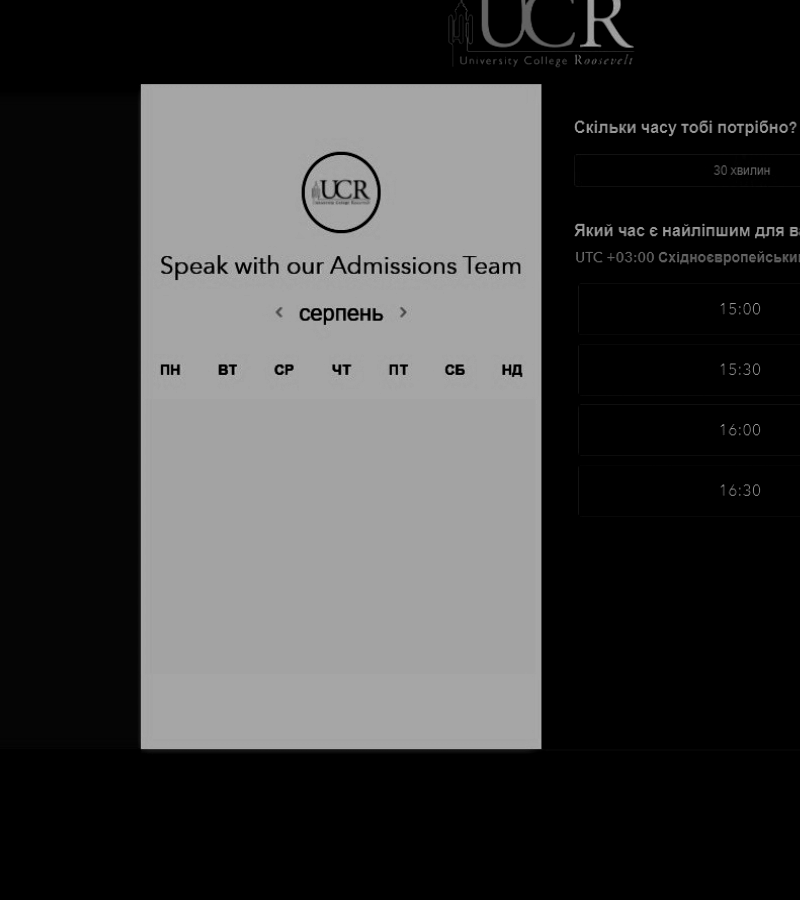 UCR
University College Roosevelt
UCR
Speak with our Admissions Team
серпень
ПН ВТ СР ЧТ ПТ СБ НД
Скільки часу тобі потрібно?
30 хвилин
Який час є найліпшим для
UTC +03:00
15:00
15:30
16:00
16:30